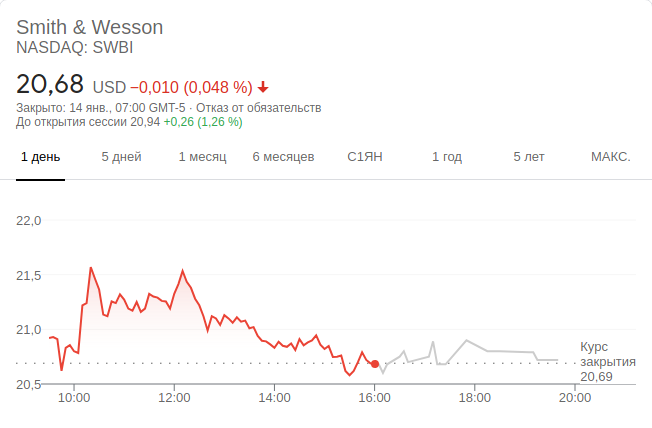 Smith & Wesson
NASDAQ: SWBI
20,68 USD −0,010 (0,048 %)
Закрыто: 14 янв., 07:00 GMT-5 · Отказ от обязательств
До открытия сессии 20,94 +0,26 (1,26 %)
1 день 5 дней 1 месяц 6 месяцев С1ЯН 1 год 5 лет МАКС.
22,0
21,5
21,0
Курс
закрытия
20,69
20,5
10:00 12:00 14:00 16:00 18:00 20:00